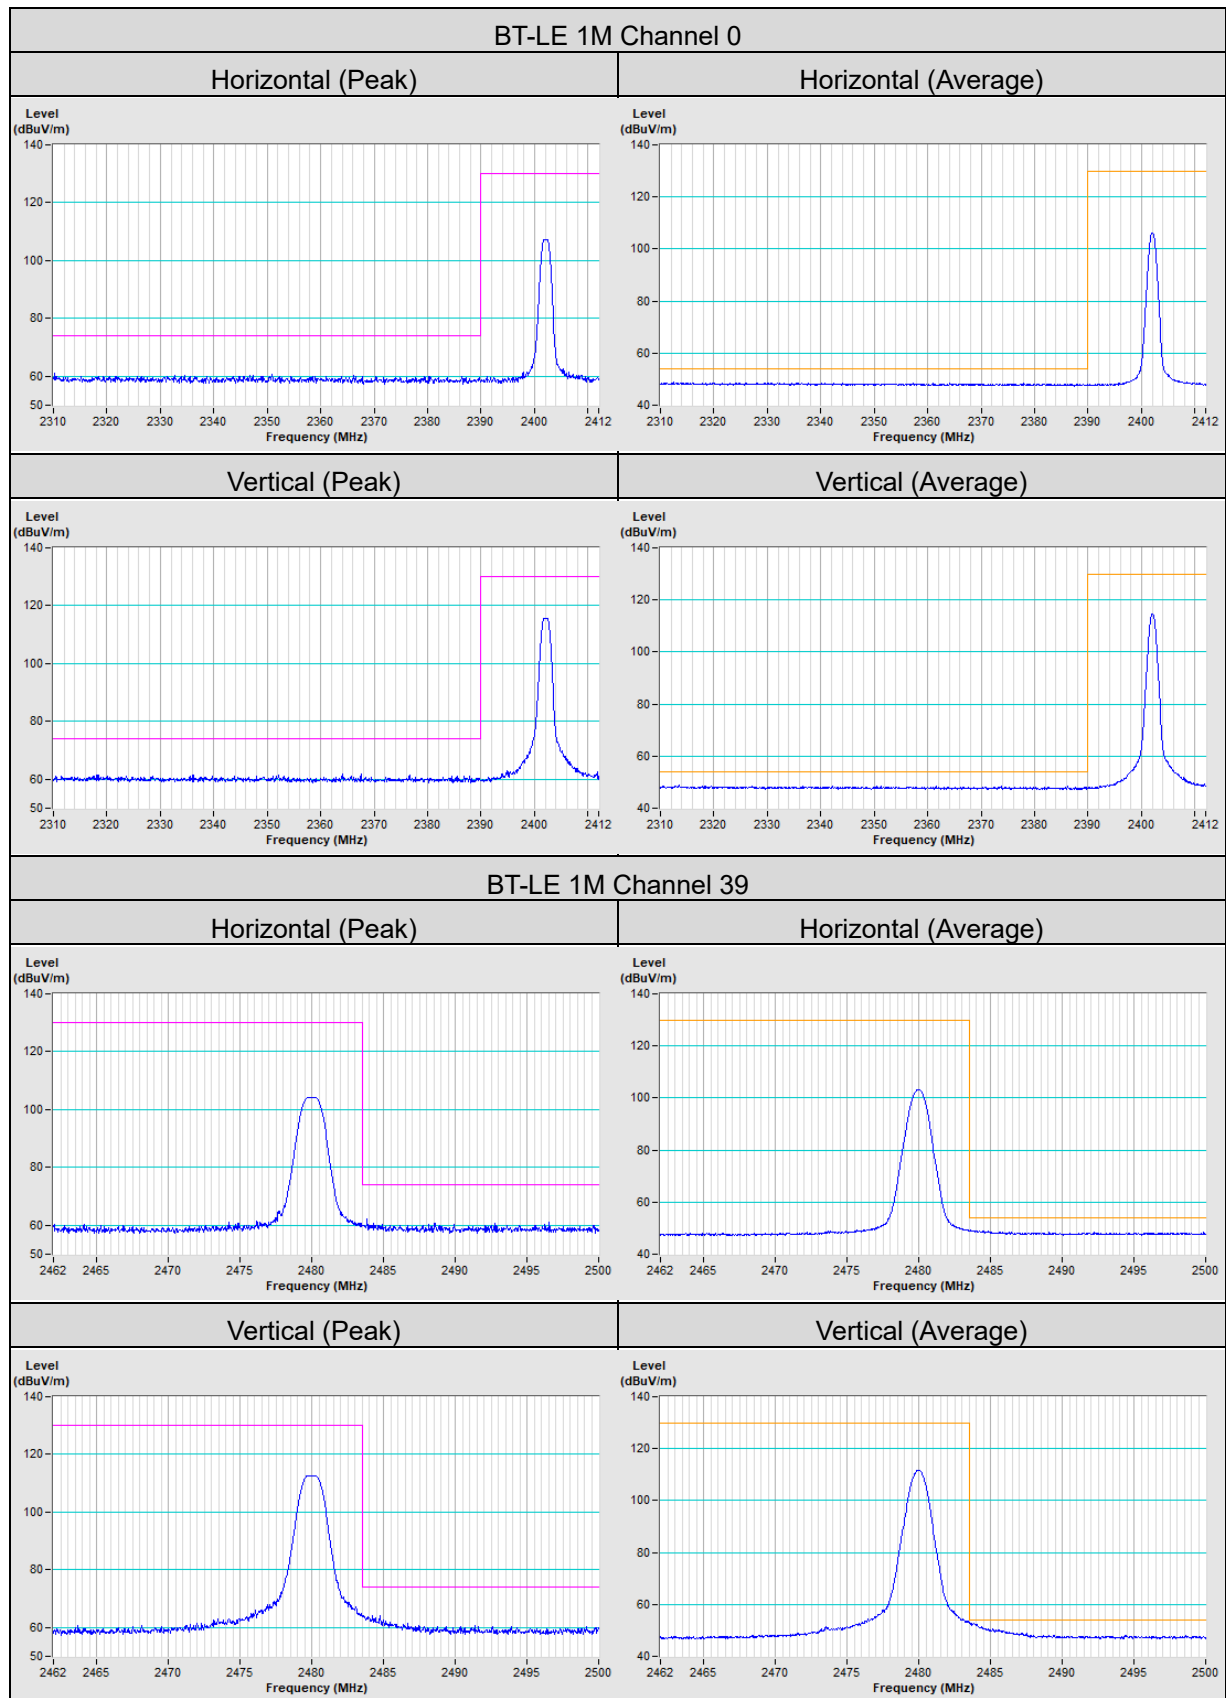 BT-LE 1M Channel 0
Horizontal (Peak) Horizontal (Average)
Level Level
(dBuV/m) (dBuV/m)
140 140
120 120
100 100
80 80
60 60
50 40
2310 2320 2330 2340 2350 2360 2370 2380 2390 2400 2412 2310 2320 2330 2340 2350 2360 2370 2380 2390 2400 2412
Frequency (MHz) Frequency (MHz)
Vertical (Peak) Vertical (Average)
Level Level
(dBuV/m) (dBuV/m)
140 140
120 120
100 100
80 80
60 60
50 40
2310 2320 2330 2340 2350 2360 2370 2380 2390 2400 2412 2310 2320 2330 2340 2350 2360 2370 2380 2390 2400 2412
Frequency (MHz) Frequency (MHz)
BT-LE 1M Channel 39
Horizontal (Peak) Horizontal (Average)
Level Level
(dBuV/m) (dBuV/m)
140 140
120 120
100 100
80 80
60 60
50 40
2462 2465 2470 2475 2480 2485 2490 2495 2500 2462 2465 2470 2475 2480 2485 2490 2495 2500
Frequency (MHz) Frequency (MHz)
Vertical (Peak) Vertical (Average)
Level Level
(dBuV/m) (dBuV/m)
140 140
120 120
100 100
80 80
60 60
50 40
2462 2465 2470 2475 2480 2485 2490 2495 2500 2462 2465 2470 2475 2480 2485 2490 2495 2500
Frequency (MHz) Frequency (MHz)